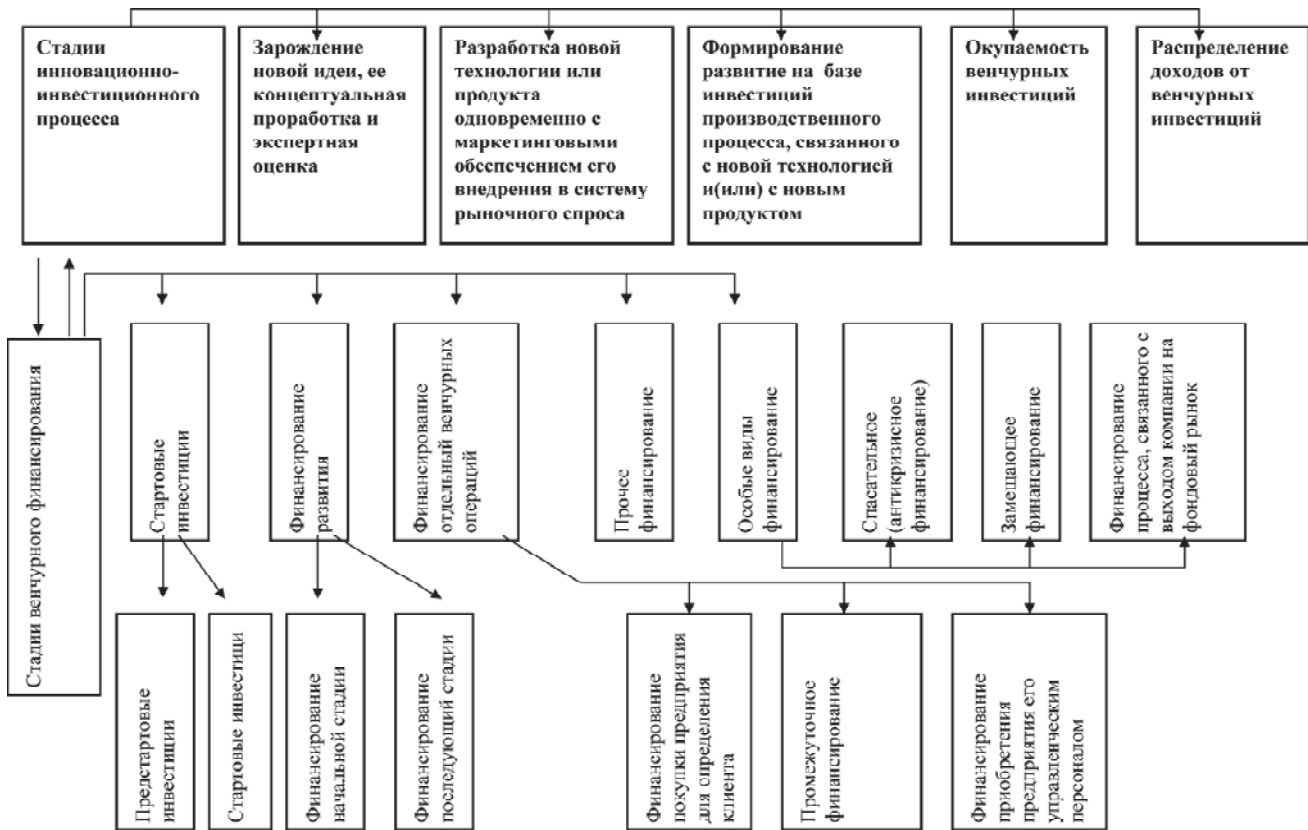 Стадии
инновационно-
инвестиционного
процесса
Зарождение
новой идеи, ее
концептуальная
проработка и
экспертная
оценка
Разработка новой
технологии или
продукта
одновременно с
маркетинговыми
обеспечением его
внедрения в систему
рыночного спроса
Формирование
развитие на базе
инвестиций
производственного
процесса, связанного
с новой технологией
и(или) с новым
продуктом
Окупаемость
венчурных
инвестиций
Распределение
доходов от
венчурных
инвестиций
Стадии венчурного финансирования
Стартовые
инвестиции
Финансирование
развития
Финансирование
отдельный венчурных
операций
Прочее
финансирование
Особые виды
финансирование
Спасательное
(антикризисное
финансирование)
Замещающее
финансирование
Финансирование
процесса, связанного с
выходом компании на
фондовый рынок
Предстартовые
инвестиции
Стартовые инвестици
Финансирование
начальной стадии
Финансирование
последующий стадии
Финансирование
покупки предприятия
для определения
клиента
Промежуточное
финансирование
Финансирование
приобретения
предприятия его
управленческим
персоналом